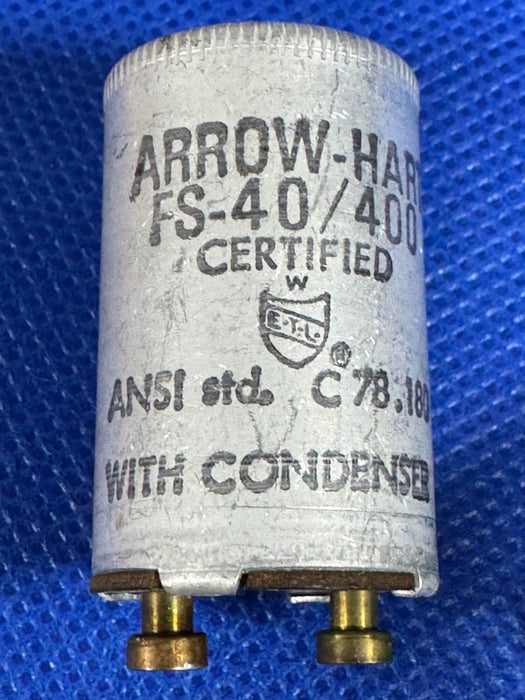 ARROW-HAR
FS-40/400
CERTIFIED
W
E.T.L.
ANSI std. C78.180
WITH CONDENSER